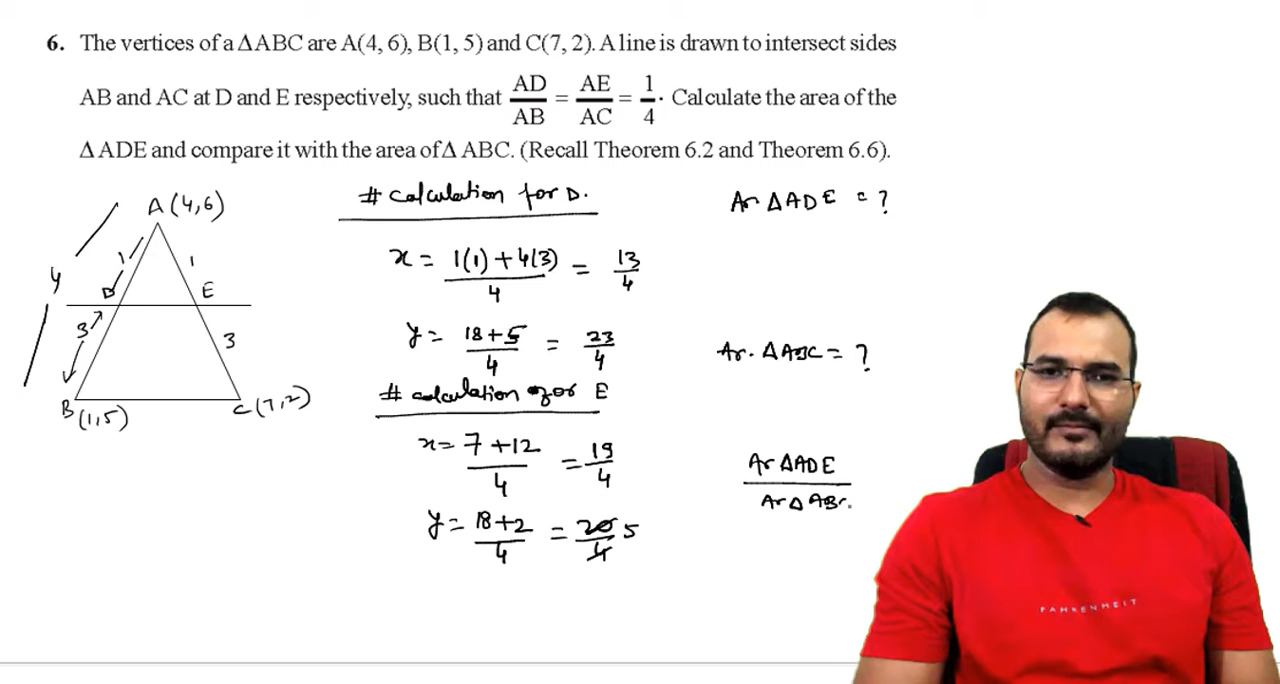 6. The vertices of a ΔABC are A(4, 6), B(1, 5) and C(7, 2). A line is drawn to intersect sides
AB and AC at D and E respectively, such that AD/AB = AE/AC = 1/4. Calculate the area of the
ΔADE and compare it with the area of Δ ABC. (Recall Theorem 6.2 and Theorem 6.6).
A(4,6)
1
1
4
D
E
3
3
B(1,5)
C(7,2)
# calculation for D.
x = 1(1)+4(3)/4 = 13/4
y = 18+5/4 = 23/4
# calculation for E
x = 7+12/4 = 19/4
y = 18+2/4 = 20/4 5
Ar ΔADE = ?
Ar. ΔABC = ?
Ar ΔADE
Ar Δ ABC.
FAHRENHEIT